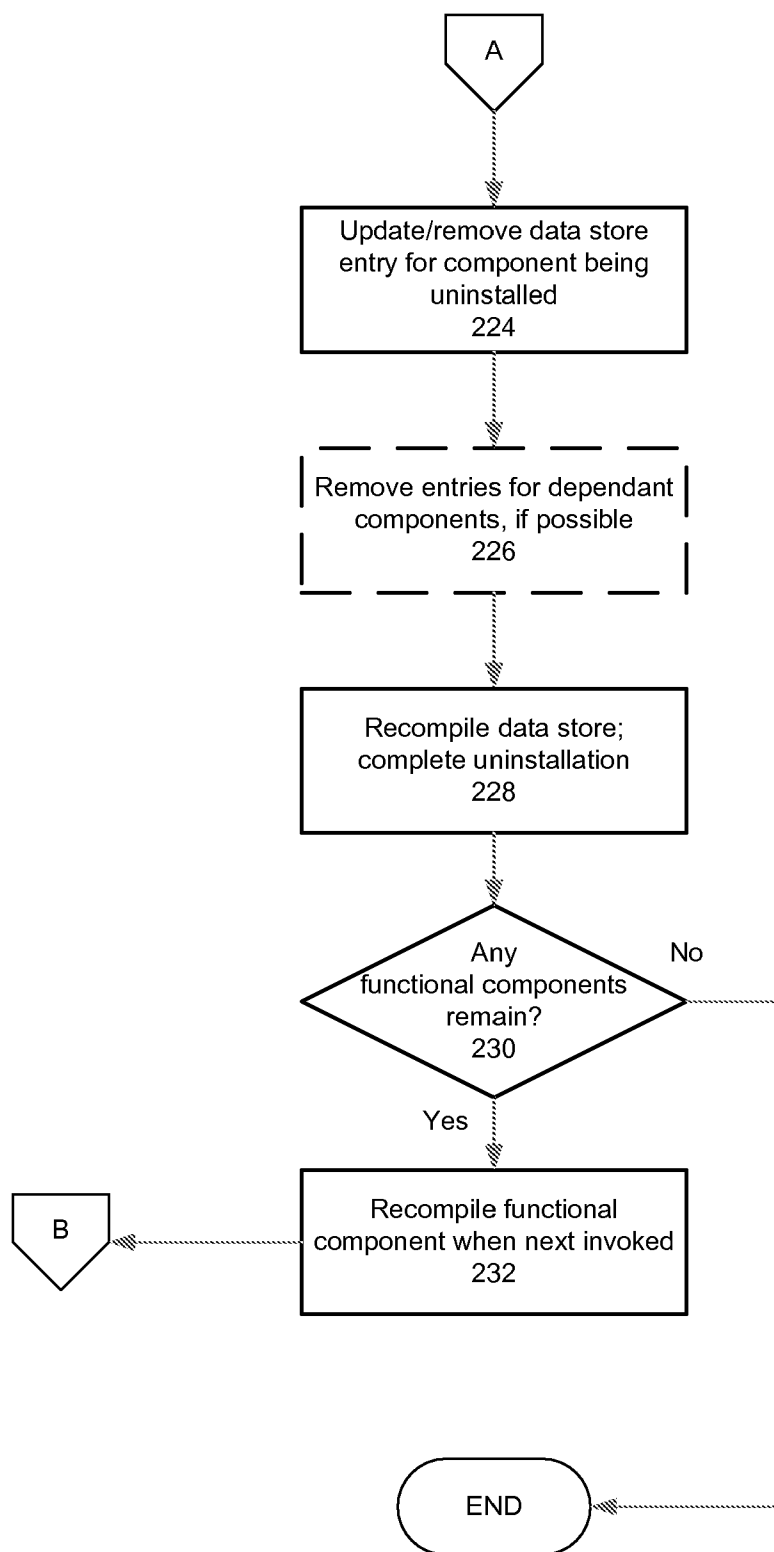 A
Update/remove data store
entry for component being
uninstalled
224
Remove entries for dependant
components, if possible
226
Recompile data store;
complete uninstallation
228
Any
functional components
remain?
230
No
Yes
Recompile functional
component when next invoked
232
B
END